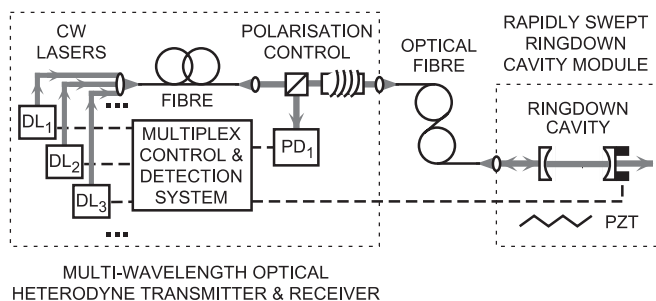 CW
LASERS
FIBRE
POLARISATION
CONTROL
OPTICAL
FIBRE
RAPIDLY SWEPT
RINGDOWN
CAVITY MODULE
RINGDOWN
CAVITY
DL1
DL2
DL3
MULTIPLEX
CONTROL &
DETECTION
SYSTEM
PD1
PZT
MULTI-WAVELENGTH OPTICAL
HETERODYNE TRANSMITTER & RECEIVER